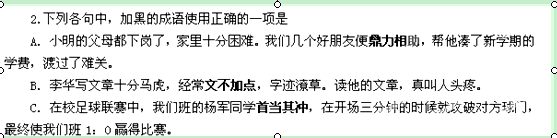 2.下列各句中，加黑的成语使用正确的一项是
A. 小明的父母都下岗了，家里十分困难。我们几个好朋友便鼎力相助，帮他凑了新学期的
学费，渡过了难关。
B. 李华写文章十分马虎，经常文不加点，字迹潦草。读他的文章，真叫人头疼。
C. 在校足球联赛中，我们班的杨军同学首当其冲，在开场三分钟的时候就攻破对方球门，
最终使我们班 1：0 赢得比赛。